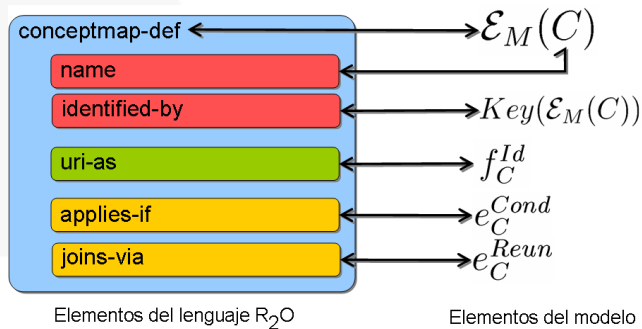 conceptmap-def ℰ_M(C)
name
identified-by Key(ℰ_M(C))
uri-as f_C^{Id}
applies-if e_C^{Cond}
joins-via e_C^{Reun}
Elementos del lenguaje R₂O Elementos del modelo